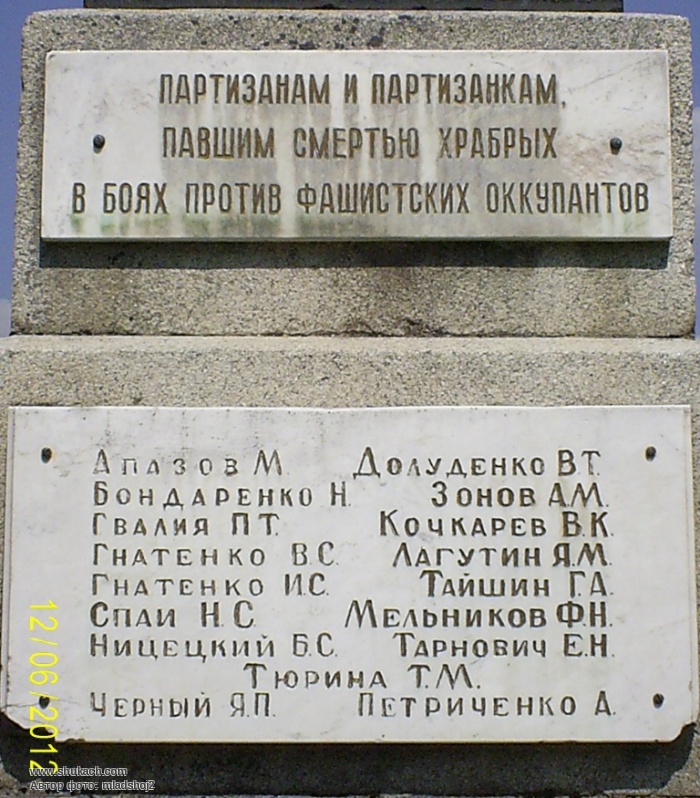 ПАРТИЗАНАМ И ПАРТИЗАНКАМ,
ПАВШИМ СМЕРТЬЮ ХРАБРЫХ
В БОЯХ ПРОТИВ ФАШИСТСКИХ ОККУПАНТОВ
АПАЗОВ М. ДОЛУДЕНКО В.Т.
БОНДАРЕНКО Н. ЗОНОВ А.М.
ГВАЛИЯ П.Т. КОЧКАРЕВ В.К.
ГНАТЕНКО В.С. ЛАГУТИН Я.М.
ГНАТЕНКО И.С. ТАЙШИН Г.А.
СПАИ Н.С. МЕЛЬНИКОВ Ф.Н.
НИЦЕЦКИЙ Б.С. ТАРНОВИЧ Е.Н.
ТЮРИНА Т.М.
ЧЕРНЫЙ Я.П. ПЕТРИЧЕНКО А.
12/06/2012
www.shukach.com
Автор фото: mladshoj2